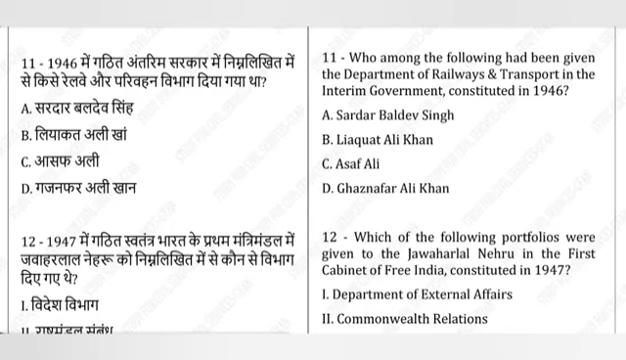 11 - 1946 में गठित अंतरिम सरकार में निम्नलिखित में
से किसे रेलवे और परिवहन विभाग दिया गया था?
A. सरदार बलदेव सिंह
B. लियाकत अली खां
C. आसफ अली
D. गजनफर अली खान
12 - 1947 में गठित स्वतंत्र भारत के प्रथम मंत्रिमंडल में
जवाहरलाल नेहरू को निम्नलिखित में से कौन से विभाग
दिए गए थे?
I. विदेश विभाग
11 - Who among the following had been given
the Department of Railways & Transport in the
Interim Government, constituted in 1946?
A. Sardar Baldev Singh
B. Liaquat Ali Khan
C. Asaf Ali
D. Ghaznafar Ali Khan
12 - Which of the following portfolios were
given to the Jawaharlal Nehru in the First
Cabinet of Free India, constituted in 1947?
I. Department of External Affairs
II. Commonwealth Relations